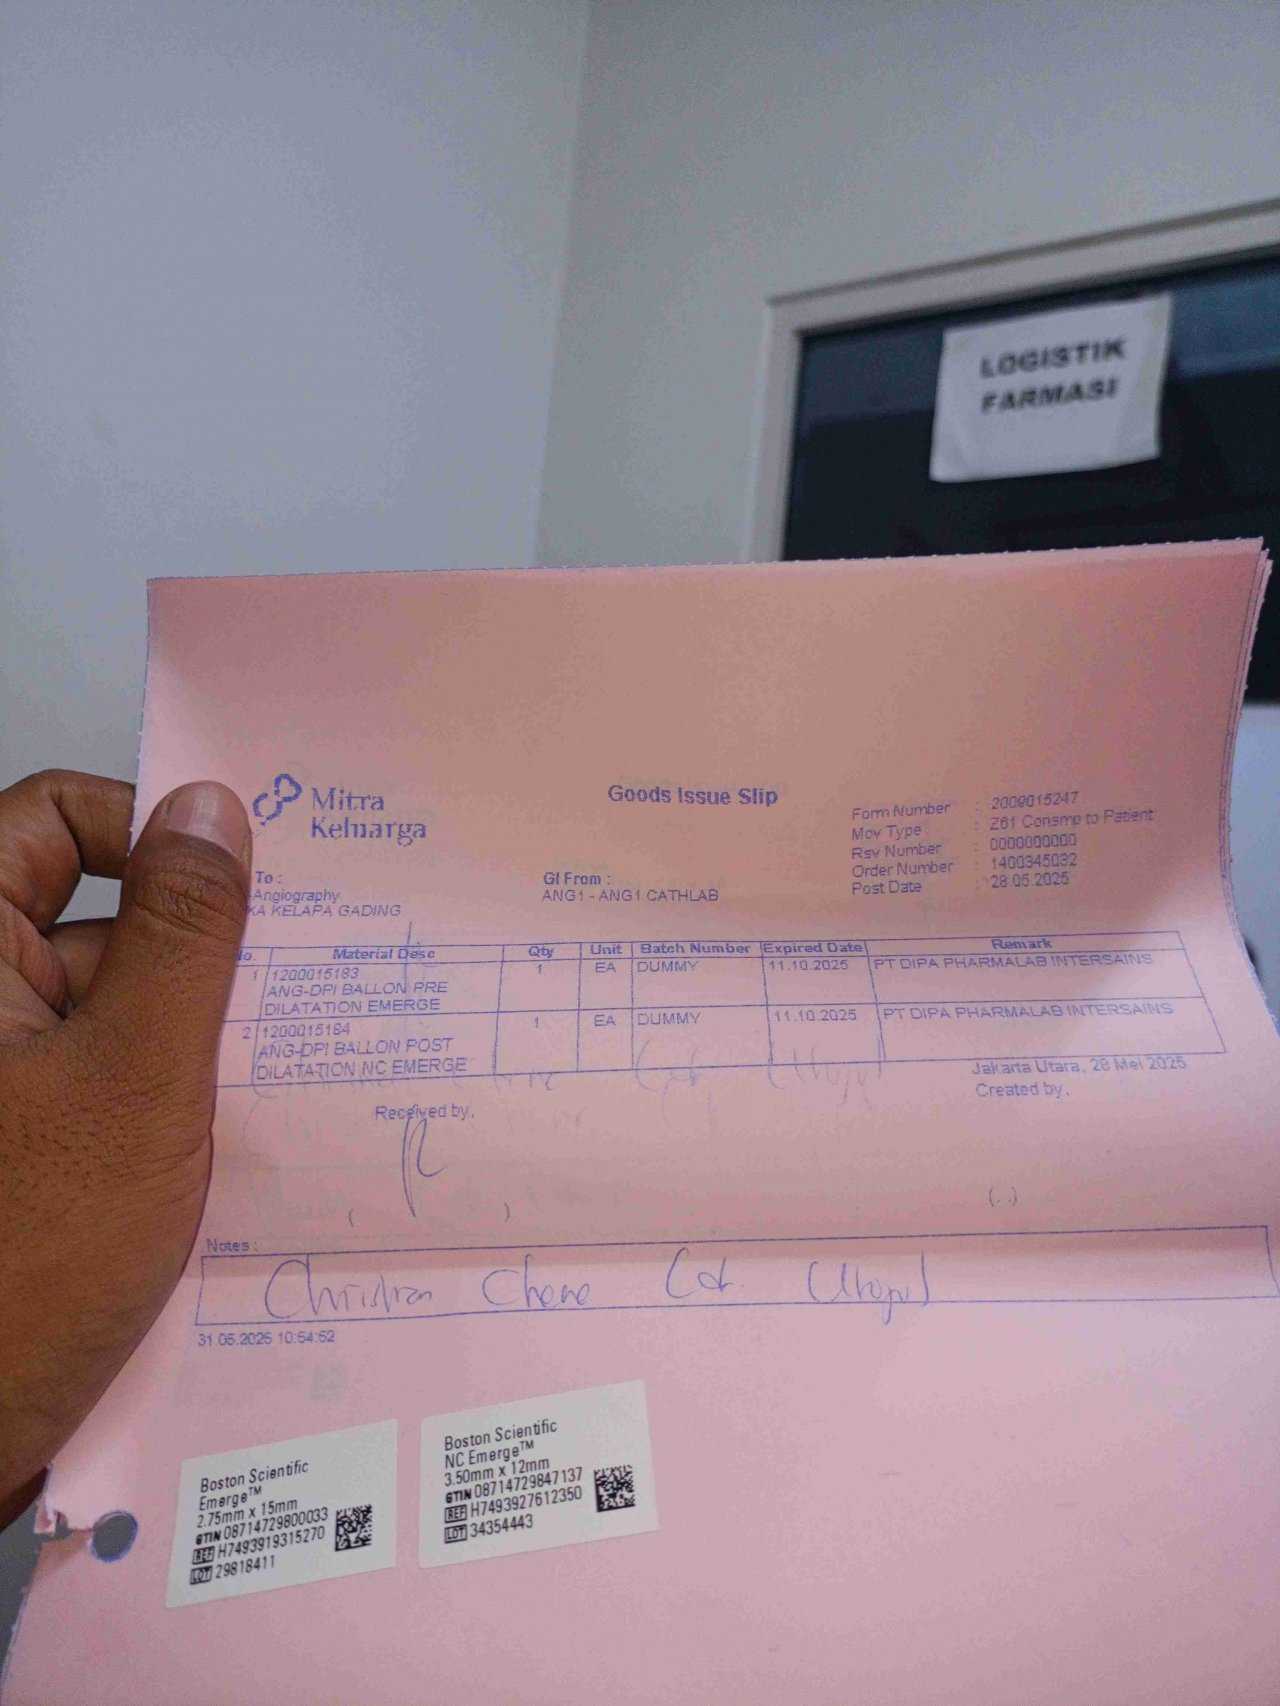 LOGISTIK
FARMASI
Mitra
Keluarga
Goods Issue Slip
Form Number : 2009015247
Mov Type : Z61 Consmp to Patient
Rsv Number : 0000000000
Order Number : 1400345032
Post Date : 28.05.2025
To :
Angiography
KA KELAPA GADING
GI From :
ANG1 - ANG1 CATHLAB
No. Material Desc Qty Unit Batch Number Expired Date Remark
1 1200015183 1 EA DUMMY 11.10.2025 PT DIPA PHARMALAB INTERSAINS
ANG-DPI BALLON PRE
DILATATION EMERGE
2 1200015184 1 EA DUMMY 11.10.2025 PT DIPA PHARMALAB INTERSAINS
ANG-DPI BALLON POST
DILATATION NC EMERGE
Jakarta Utara, 28 Mei 2025
Received by,
Created by,
( )
(..)
Notes :
Christian
31.05.2025 10:54:52
Boston Scientific
Emerge™
2.75mm x 15mm
GTIN 08714729800033
REF H7493919315270
LOT 29818411
Boston Scientific
NC Emerge™
3.50mm x 12mm
GTIN 08714729847137
REF H7493927612350
LOT 34354443